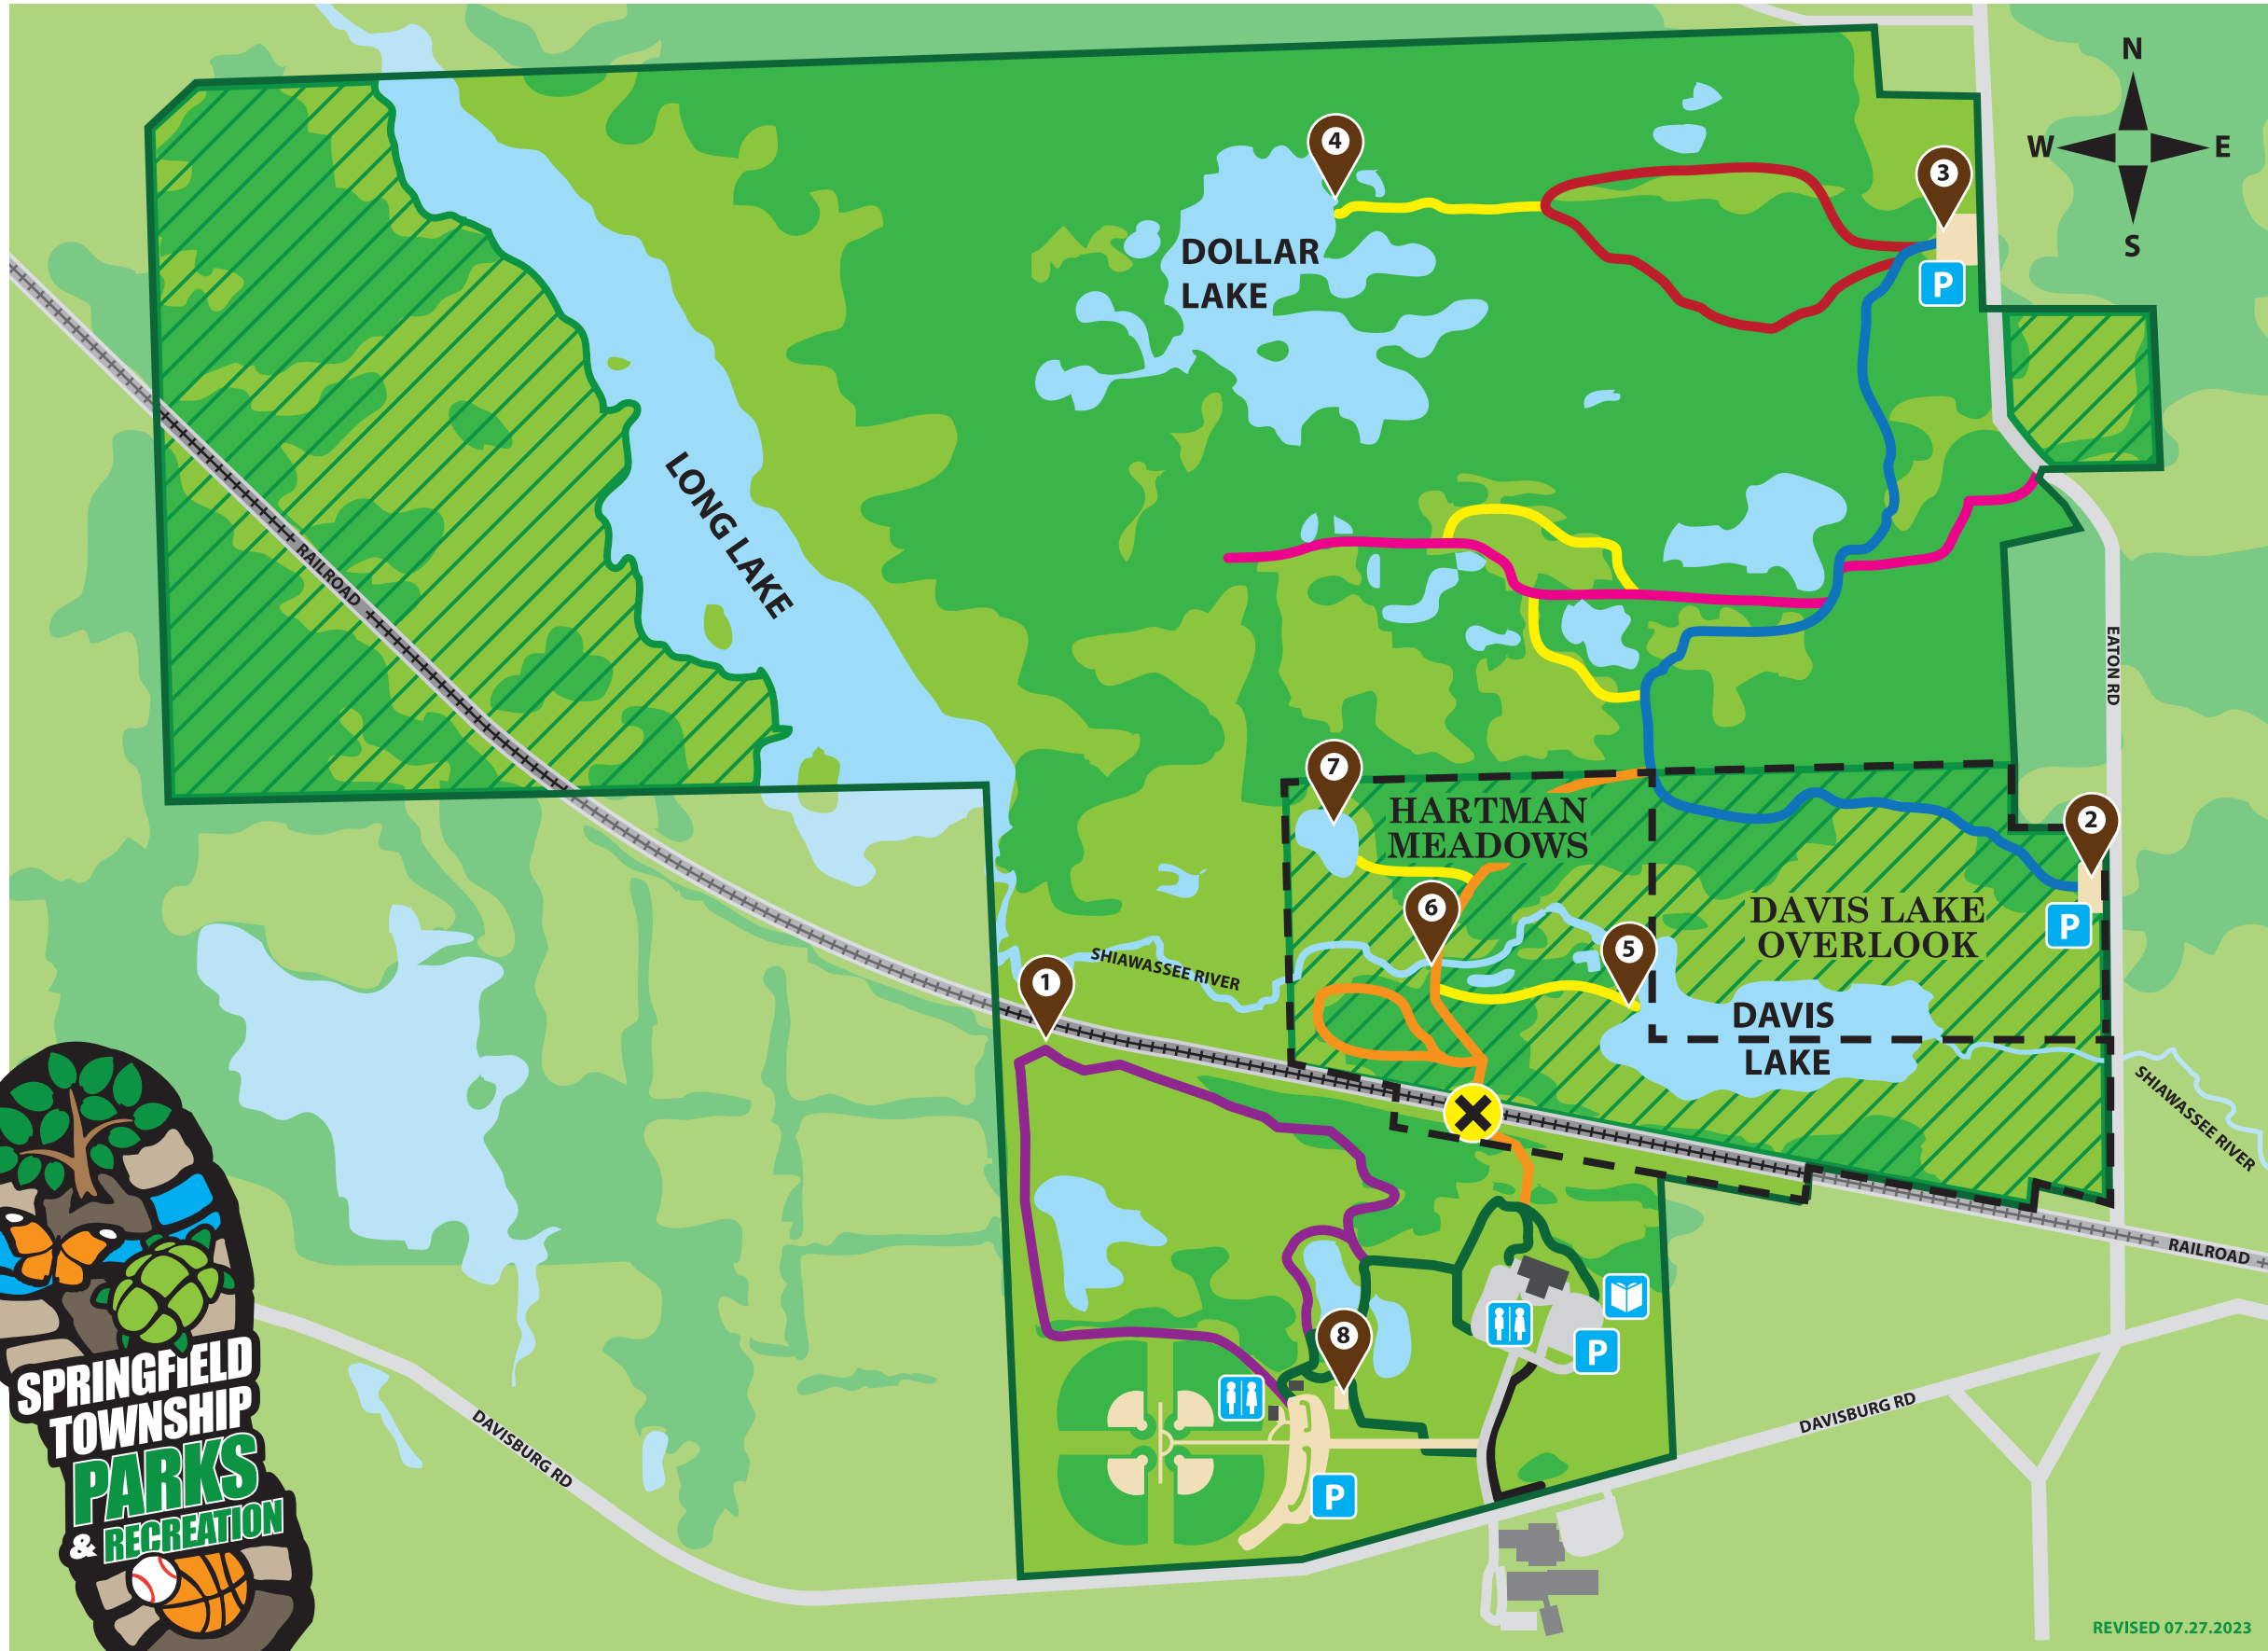 N
W
E
S
4
3
DOLLAR
LAKE
P
LONG LAKE
RAILROAD
EATON RD
7
HARTMAN
MEADOWS
2
6
5
DAVIS LAKE
OVERLOOK
P
SHIAWASSEE RIVER
1
DAVIS
LAKE
SHIAWASSEE RIVER
RAILROAD
8
P
DAVISBURG RD
DAVISBURG RD
P
SPRINGFIELD
TOWNSHIP
PARKS
& RECREATION
REVISED 07.27.2023